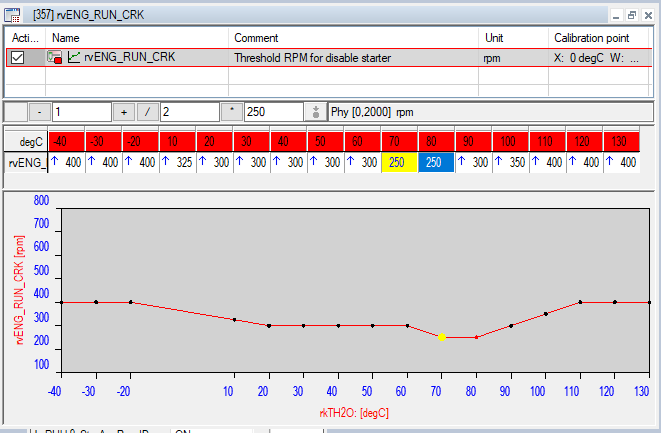 [357] rvENG_RUN_CRK
Acti... Name Comment Unit Calibration point
rvENG_RUN_CRK Threshold RPM for disable starter rpm X: 0 degC W: ...
- 1 + / 2 * 250 Phy [0,2000] rpm
degC -40 -30 -20 10 20 30 40 50 60 70 80 90 100 110 120 130
rvENG_ 400 400 400 325 300 300 300 300 300 250 250 300 350 400 400 400
800
700
600
500
400
300
200
100
rvENG_RUN_CRK [rpm]
-40 -30 -20 10 20 30 40 50 60 70 80 90 100 110 120 130
rkTH2O: [degC]